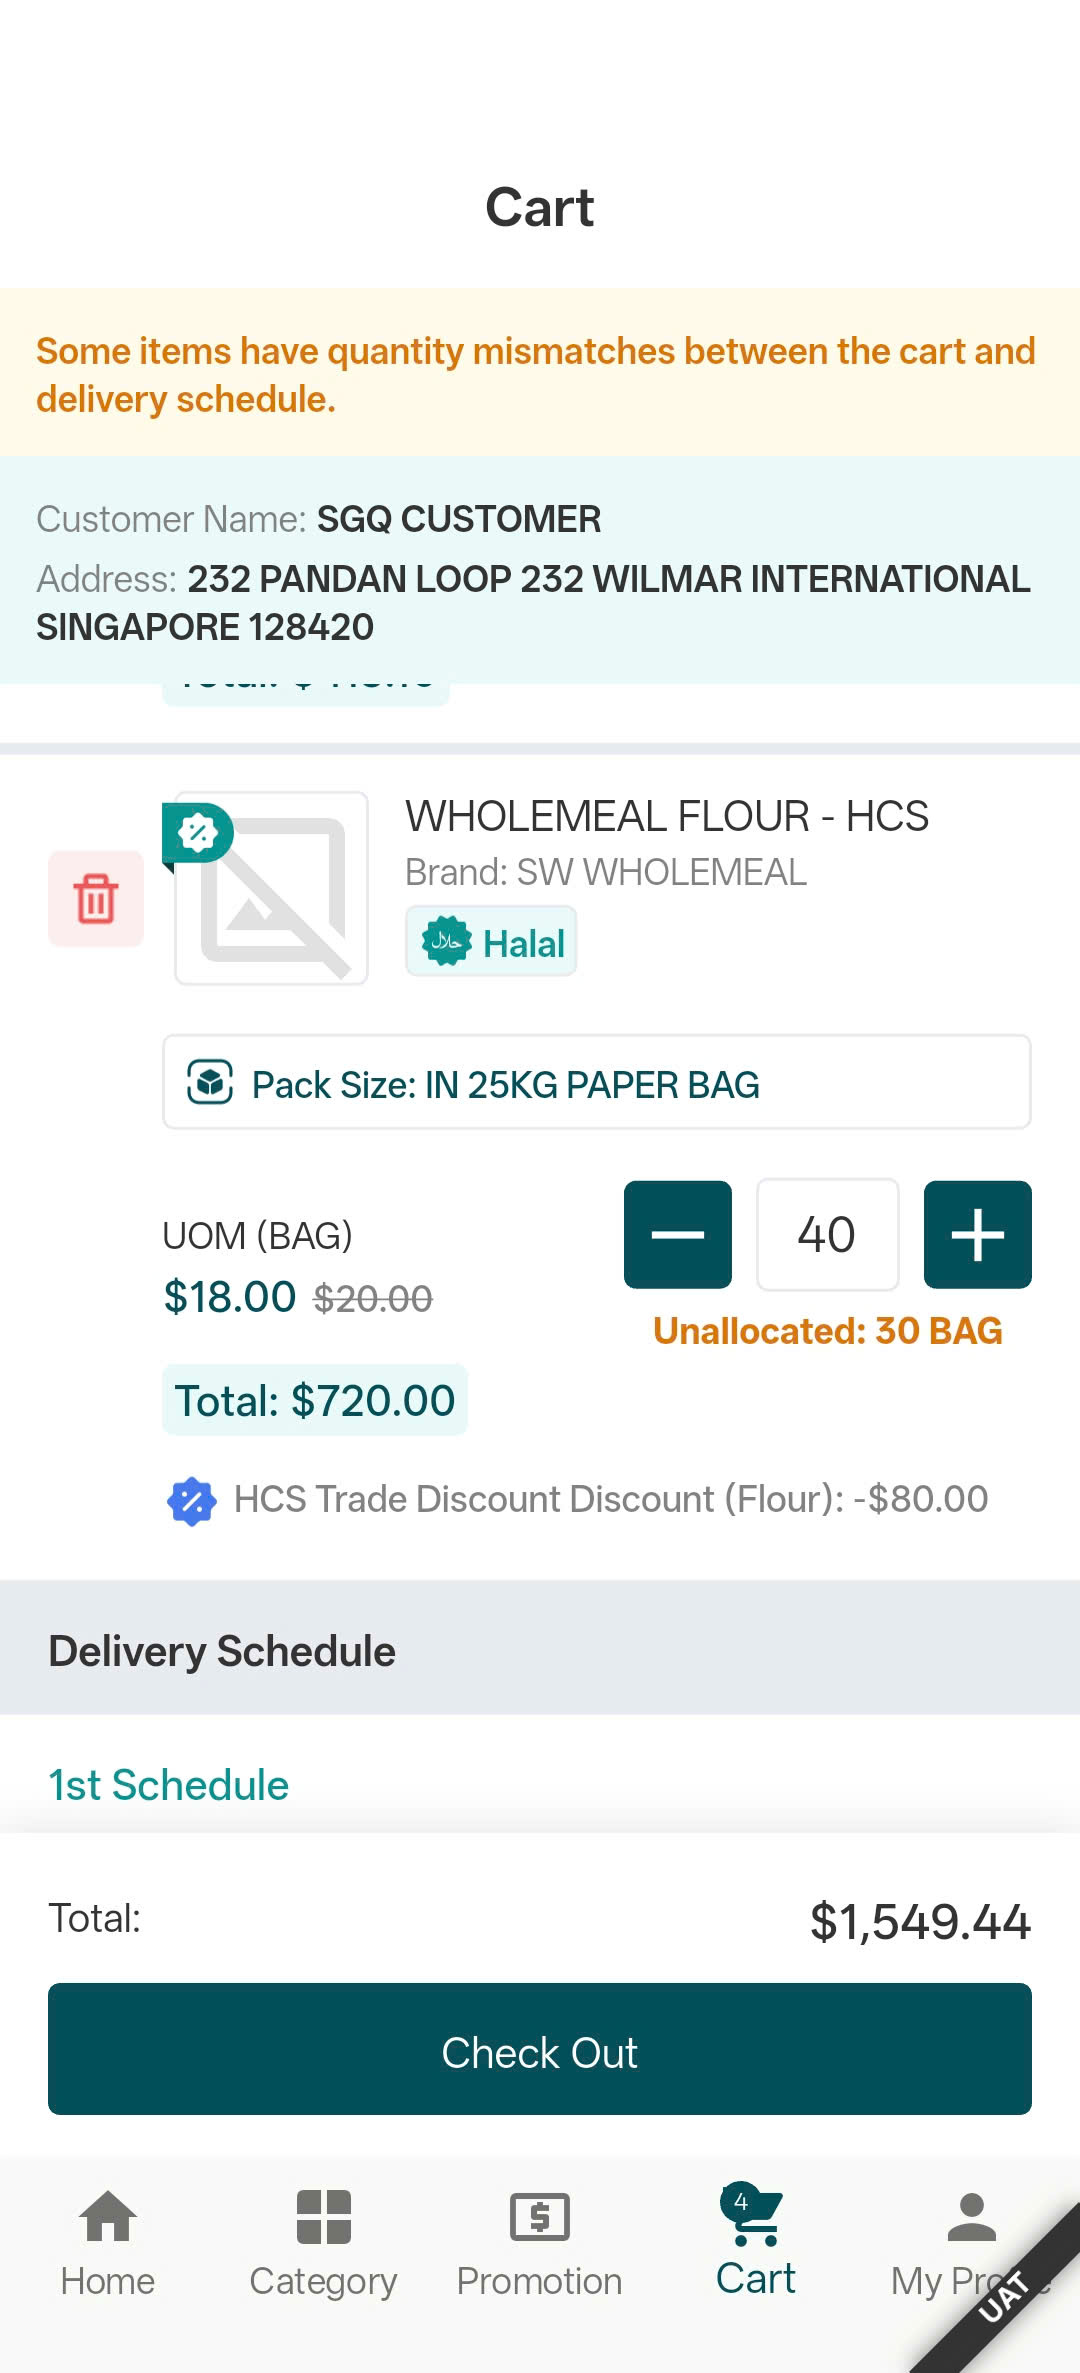 Cart
Some items have quantity mismatches between the cart and
delivery schedule.
Customer Name: SGQ CUSTOMER
Address: 232 PANDAN LOOP 232 WILMAR INTERNATIONAL
SINGAPORE 128420
WHOLEMEAL FLOUR - HCS
Brand: SW WHOLEMEAL
حلال Halal
Pack Size: IN 25KG PAPER BAG
UOM (BAG)
40
$18.00 $20.00
Unallocated: 30 BAG
Total: $720.00
HCS Trade Discount Discount (Flour): -$80.00
Delivery Schedule
1st Schedule
Total: $1,549.44
Check Out
4
Home Category Promotion Cart My
UAT